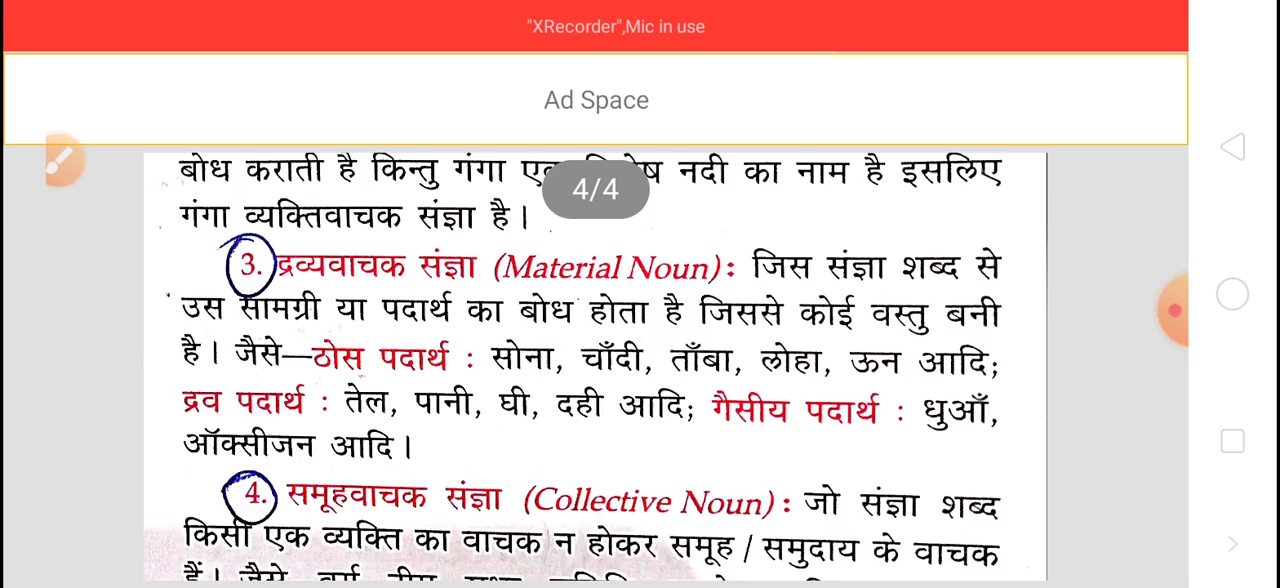 "XRecorder",Mic in use
Ad Space
बोध कराती है किन्तु गंगा नदी का नाम है इसलिए
4/4
गंगा व्यक्तिवाचक संज्ञा है।
3. द्रव्यवाचक संज्ञा (Material Noun) : जिस संज्ञा शब्द से
उस सामग्री या पदार्थ का बोध होता है जिससे कोई वस्तु बनी
है। जैसे—ठोस पदार्थ : सोना, चाँदी, ताँबा, लोहा, ऊन आदि;
द्रव पदार्थ : तेल, पानी, घी, दही आदि; गैसीय पदार्थ : धुआँ,
ऑक्सीजन आदि।
4. समूहवाचक संज्ञा (Collective Noun) : जो संज्ञा शब्द
किसी एक व्यक्ति का वाचक न होकर समूह / समुदाय के वाचक
हैं। जैसे